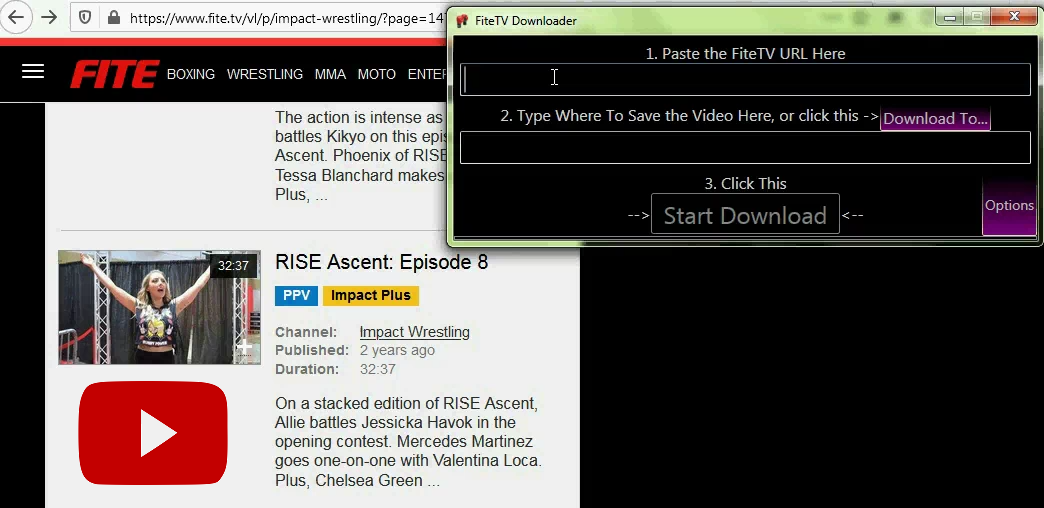 https://www.fite.tv/vl/p/impact-wrestling/?page=147
FiteTV Downloader
1. Paste the FiteTV URL Here
2. Type Where To Save the Video Here, or click this -> Download To...
3. Click This
--> Start Download <--
Options
FITE BOXING WRESTLING MMA MOTO ENTER
The action is intense as
battles Kikyo on this epis
Ascent. Phoenix of RISE
Tessa Blanchard makes
Plus, ...
32:37
RISE Ascent: Episode 8
PPV Impact Plus
Channel: Impact Wrestling
Published: 2 years ago
Duration: 32:37
On a stacked edition of RISE Ascent,
Allie battles Jessicka Havok in the
opening contest. Mercedes Martinez
goes one-on-one with Valentina Loca.
Plus, Chelsea Green ...